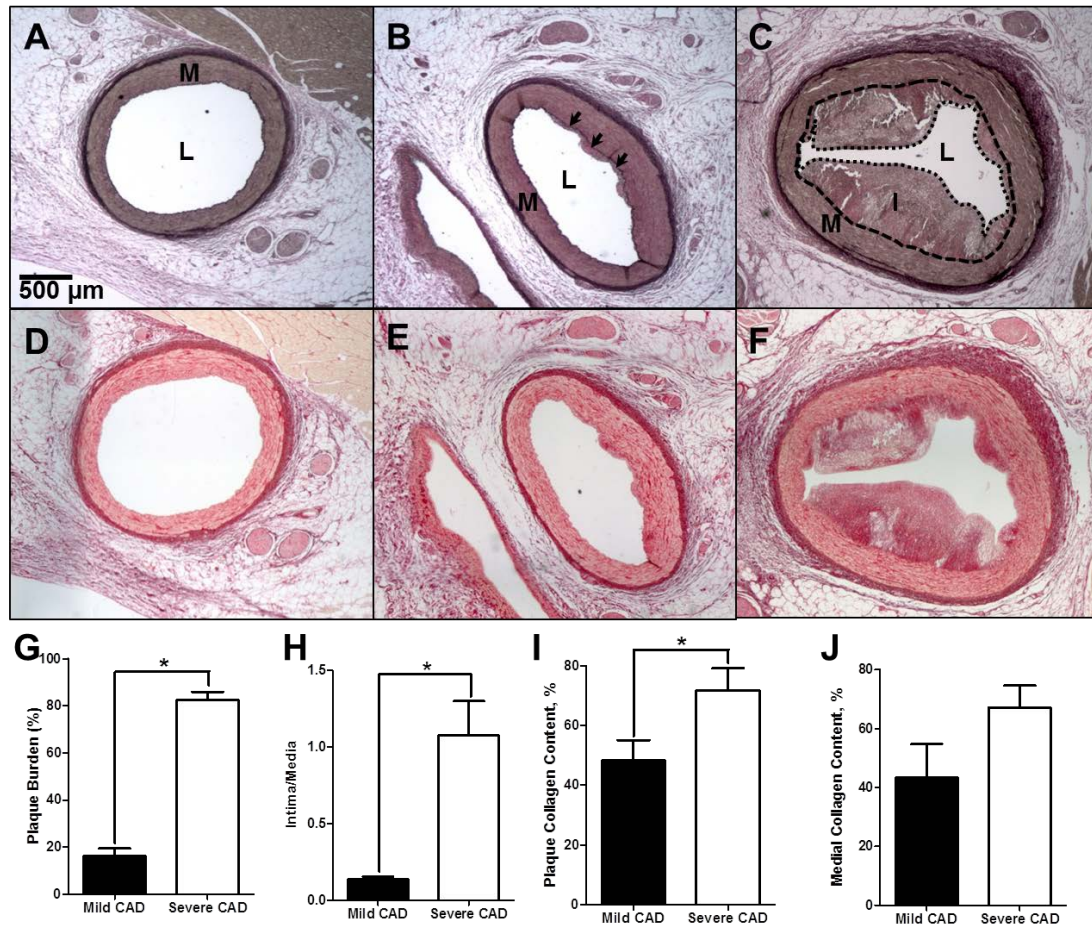 A
M
L
500 µm
B
L
M
C
L
I
M
D
E
F
G
100
80
60
40
20
0
Plaque Burden (%)
*
Mild CAD
Severe CAD
H
1.5
1.0
0.5
0.0
Intima/Media
*
Mild CAD
Severe CAD
I
80
60
40
20
0
Plaque Collagen Content, %
*
Mild CAD
Severe CAD
J
80
60
40
20
0
Medial Collagen Content, %
Mild CAD
Severe CAD